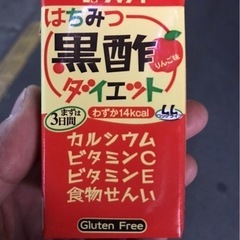 はちみつ
黒酢
りんご味
ダイエット
まずは
3日間
わずか14kcal
LL
カルシウム
ビタミンC
ビタミンE
食物せんい
Gluten Free